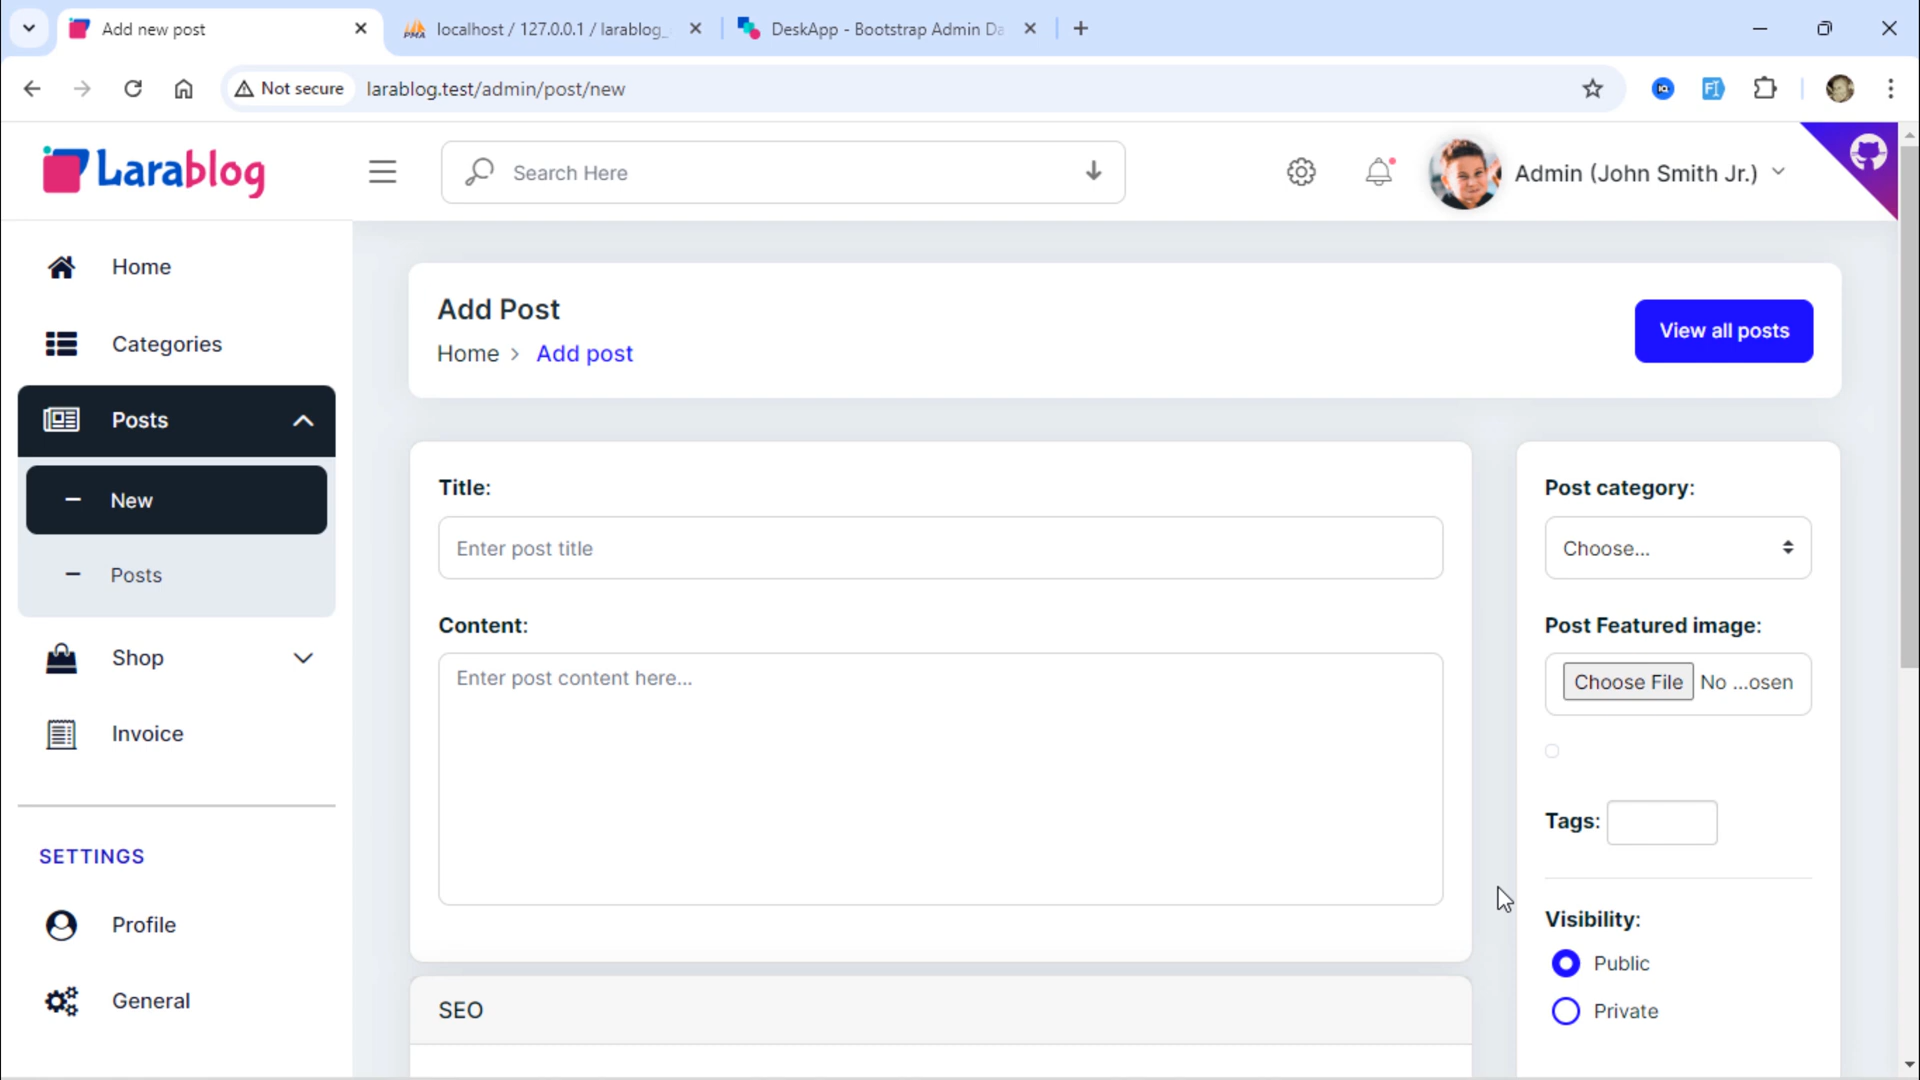 Add new post
localhost / 127.0.0.1 / larablog_
DeskApp - Bootstrap Admin Da
Not secure
larablog.test/admin/post/new
Larablog
Search Here
Admin (John Smith Jr.)
Home
Categories
Posts
New
Posts
Shop
Invoice
SETTINGS
Profile
General
Add Post
Home > Add post
View all posts
Title:
Enter post title
Content:
Enter post content here...
SEO
Post category:
Choose...
Post Featured image:
Choose File No ...osen
Tags:
Visibility:
Public
Private